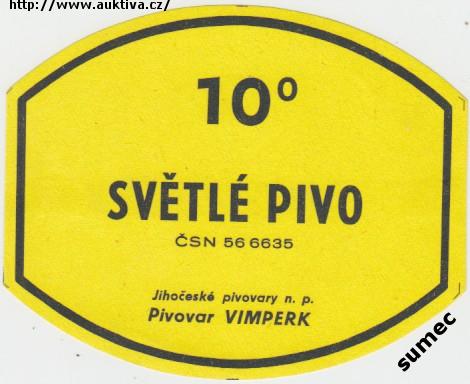 http://www.auktiva.cz/
10°
SVĚTLÉ PIVO
ČSN 56 6635
Jihočeské pivovary n. p.
Pivovar VIMPERK
sumec